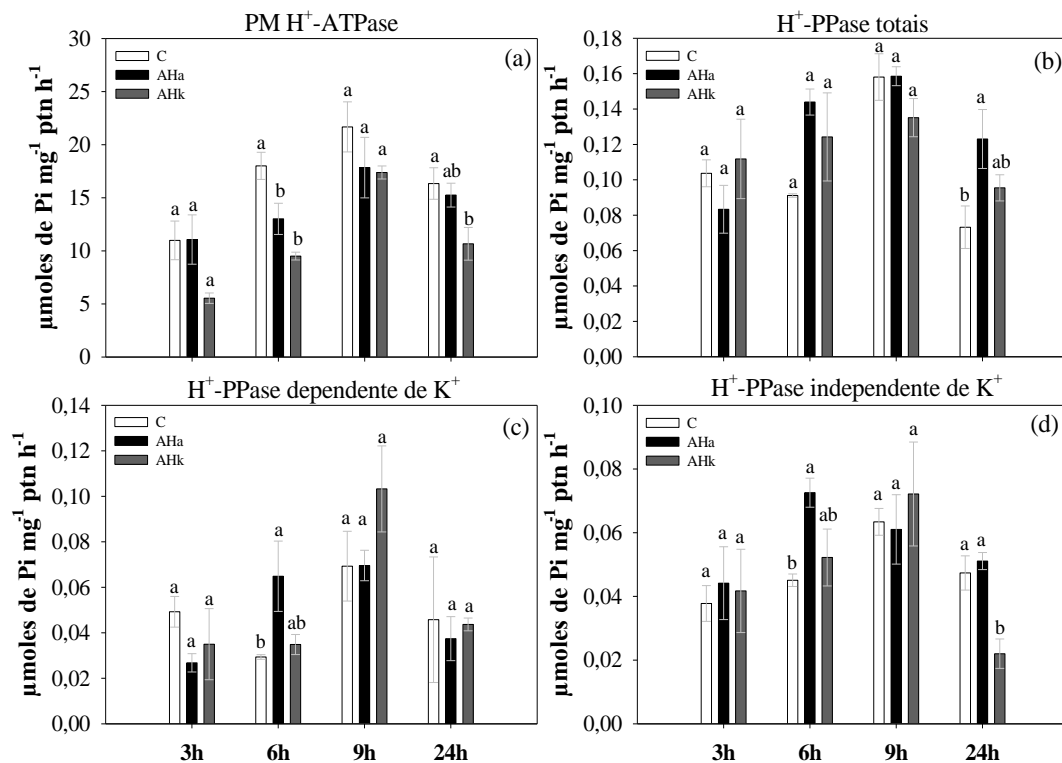 PM H⁺-ATPase
(a)
C
AHa
AHk
µmoles de Pi mg⁻¹ ptn h⁻¹
30
25
20
15
10
5
0
a a a
a b b
a a a
a ab b
H⁺-PPase totais
(b)
C
AHa
AHk
µmoles de Pi mg⁻¹ ptn h⁻¹
0,18
0,16
0,14
0,12
0,10
0,08
0,06
0,04
0,02
0,00
a a a
a a a
a a a
b a ab
H⁺-PPase dependente de K⁺
(c)
C
AHa
AHk
µmoles de Pi mg⁻¹ ptn h⁻¹
0,14
0,12
0,10
0,08
0,06
0,04
0,02
0,00
a a a
b a ab
a a a
a a a
3h 6h 9h 24h
H⁺-PPase independente de K⁺
(d)
C
AHa
AHk
µmoles de Pi mg⁻¹ ptn h⁻¹
0,10
0,08
0,06
0,04
0,02
0,00
a a a
b a ab
a a a
a a b
3h 6h 9h 24h